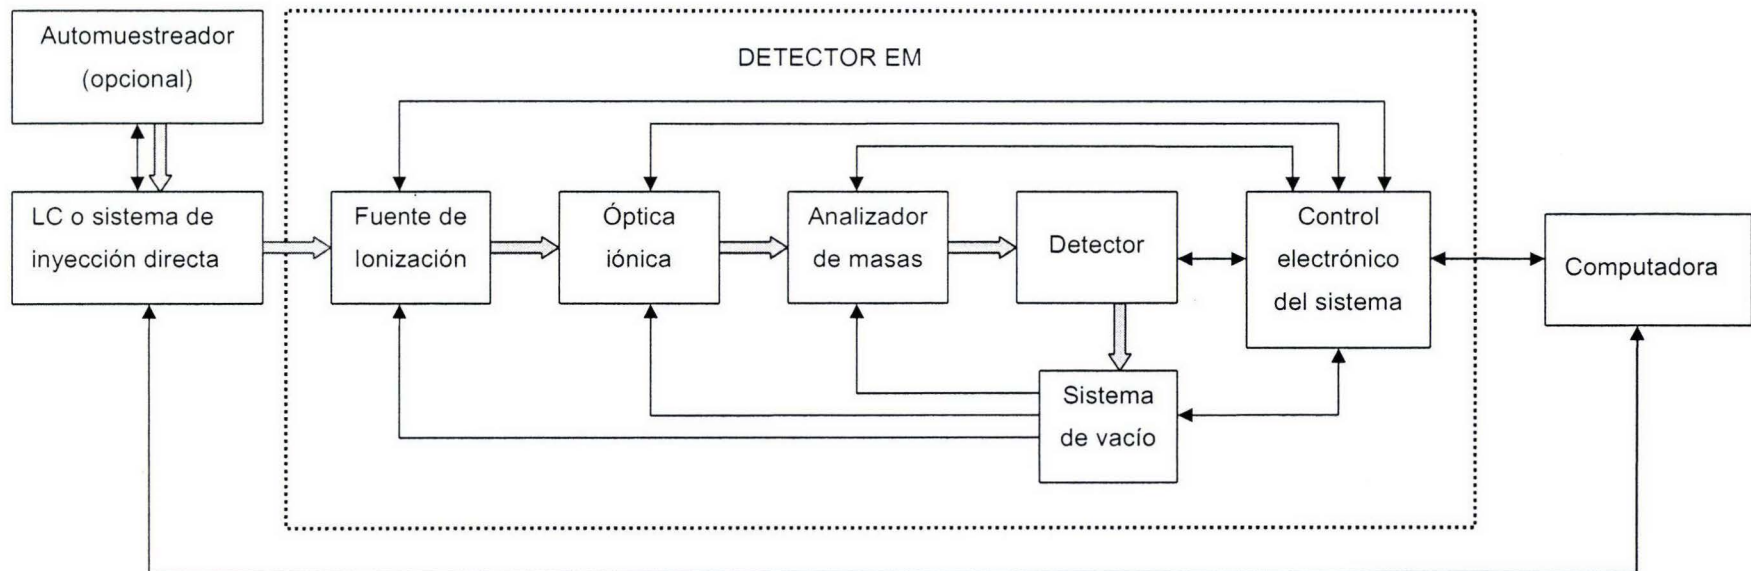 Automuestreador
(opcional)
DETECTOR EM
LC o sistema de
inyección directa
Fuente de
Ionización
Óptica
iónica
Analizador
de masas
Detector
Control
electrónico
del sistema
Computadora
Sistema
de vacío